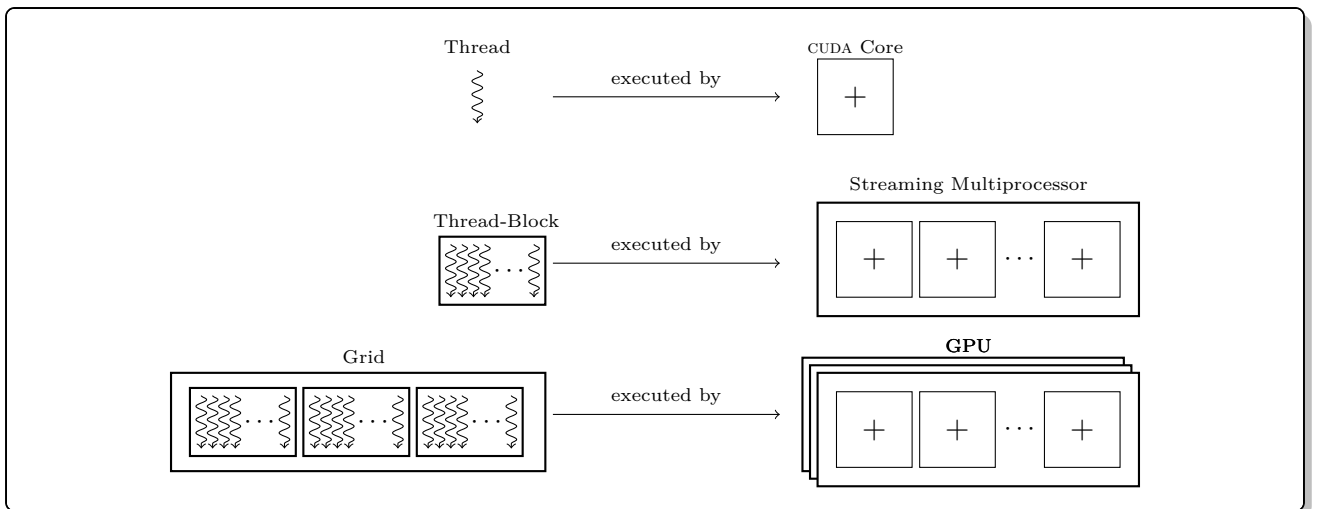 Thread
CUDA Core
executed by
+
Streaming Multiprocessor
Thread-Block
executed by
...
+ + ... +
GPU
Grid
executed by
... ... ...
+ + ... +